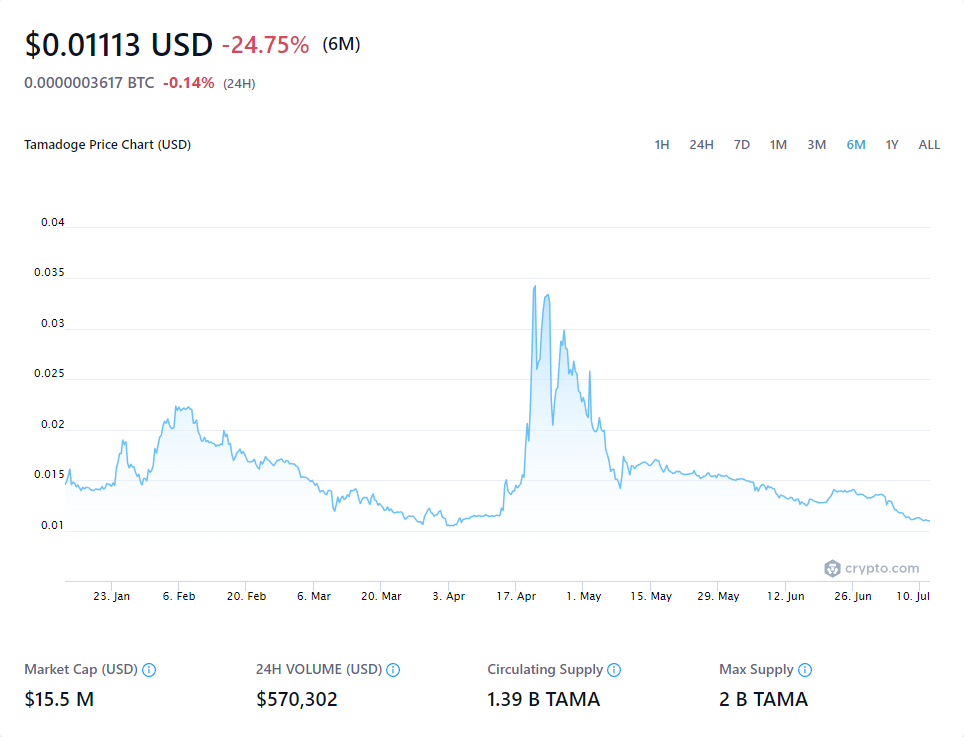 $0.01113 USD -24.75% (6M)
0.0000003617 BTC -0.14% (24H)
Tamadoge Price Chart (USD) 1H 24H 7D 1M 3M 6M 1Y ALL
0.04
0.035
0.03
0.025
0.02
0.015
0.01
crypto.com
23. Jan 6. Feb 20. Feb 6. Mar 20. Mar 3. Apr 17. Apr 1. May 15. May 29. May 12. Jun 26. Jun 10. Jul
Market Cap (USD) 24H VOLUME (USD) Circulating Supply Max Supply
$15.5 M $570,302 1.39 B TAMA 2 B TAMA